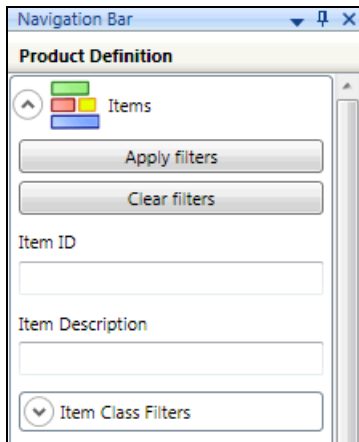 Navigation Bar
Product Definition
Items
Apply filters
Clear filters
Item ID
Item Description
Item Class Filters